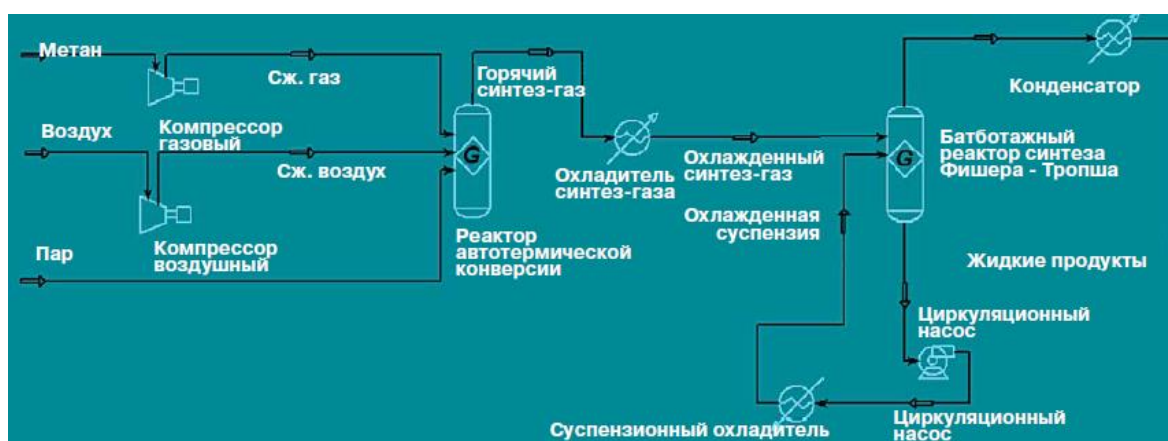 Метан
Сж. газ
Воздух
Компрессор
газовый
Сж. воздух
Компрессор
воздушный
Пар
Горячий
синтез-газ
Реактор
автотермической
конверсии
Охладитель
синтез-газа
Охлажденный
синтез-газ
Охлажденная
суспензия
G
G
Конденсатор
Батботажный
реактор синтеза
Фишера - Тропша
Жидкие продукты
Циркуляционный
насос
Циркуляционный
насос
Суспензионный охладитель